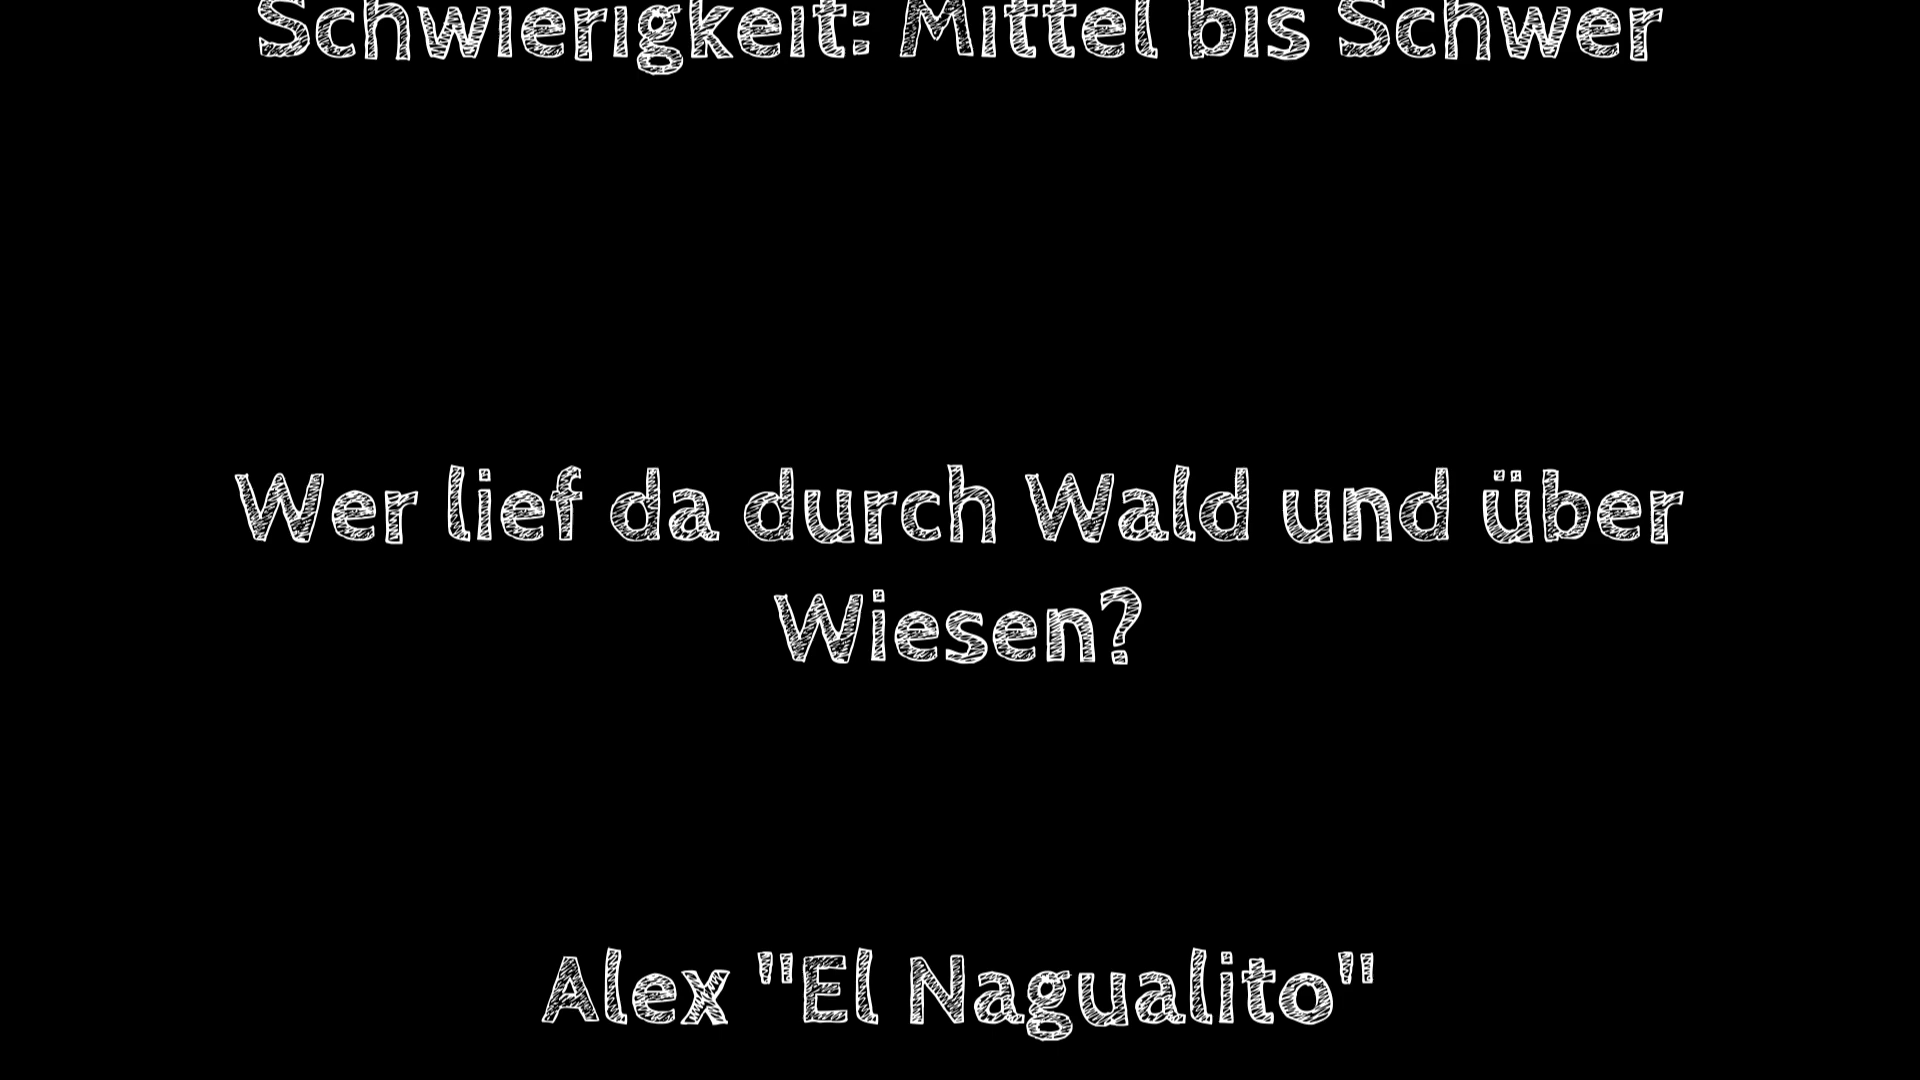 Schwierigkeit: Mittel bis Schwer
Wer lief da durch Wald und über
Wiesen?
Alex "El Nagualito"